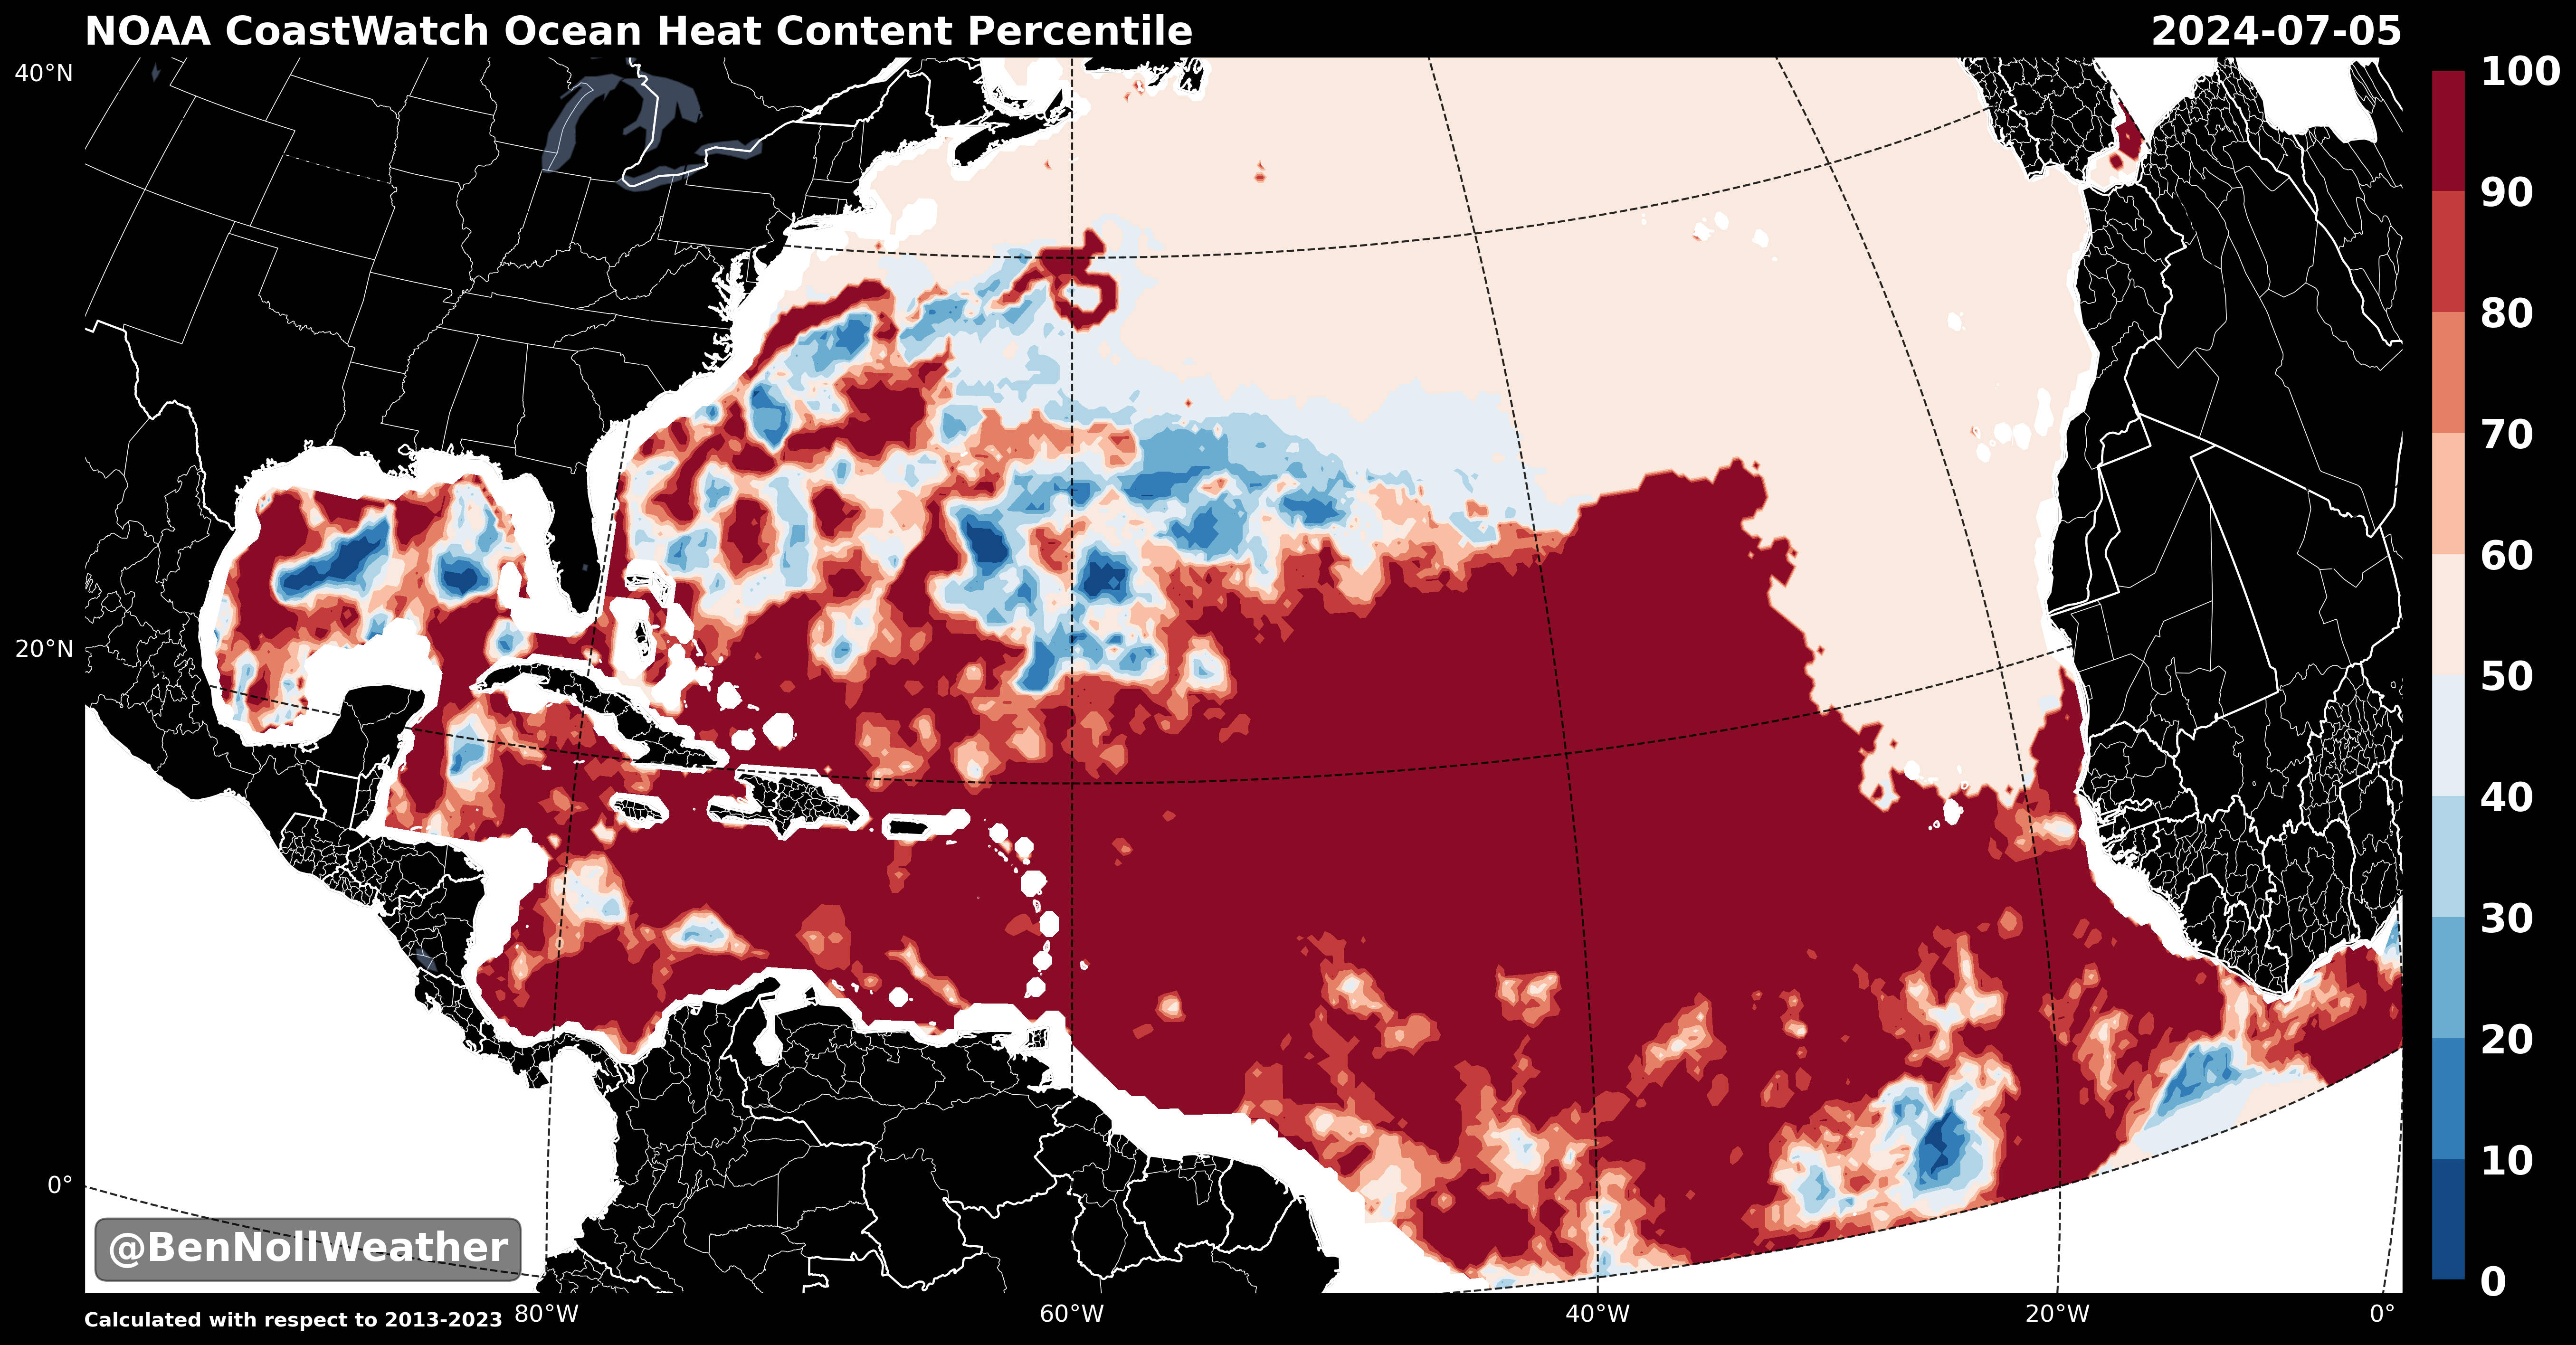 NOAA CoastWatch Ocean Heat Content Percentile 2024-07-05
40°N
20°N
0°
100
90
80
70
60
50
40
30
20
10
0
@BenNollWeather
Calculated with respect to 2013-2023 80°W 60°W 40°W 20°W 0°